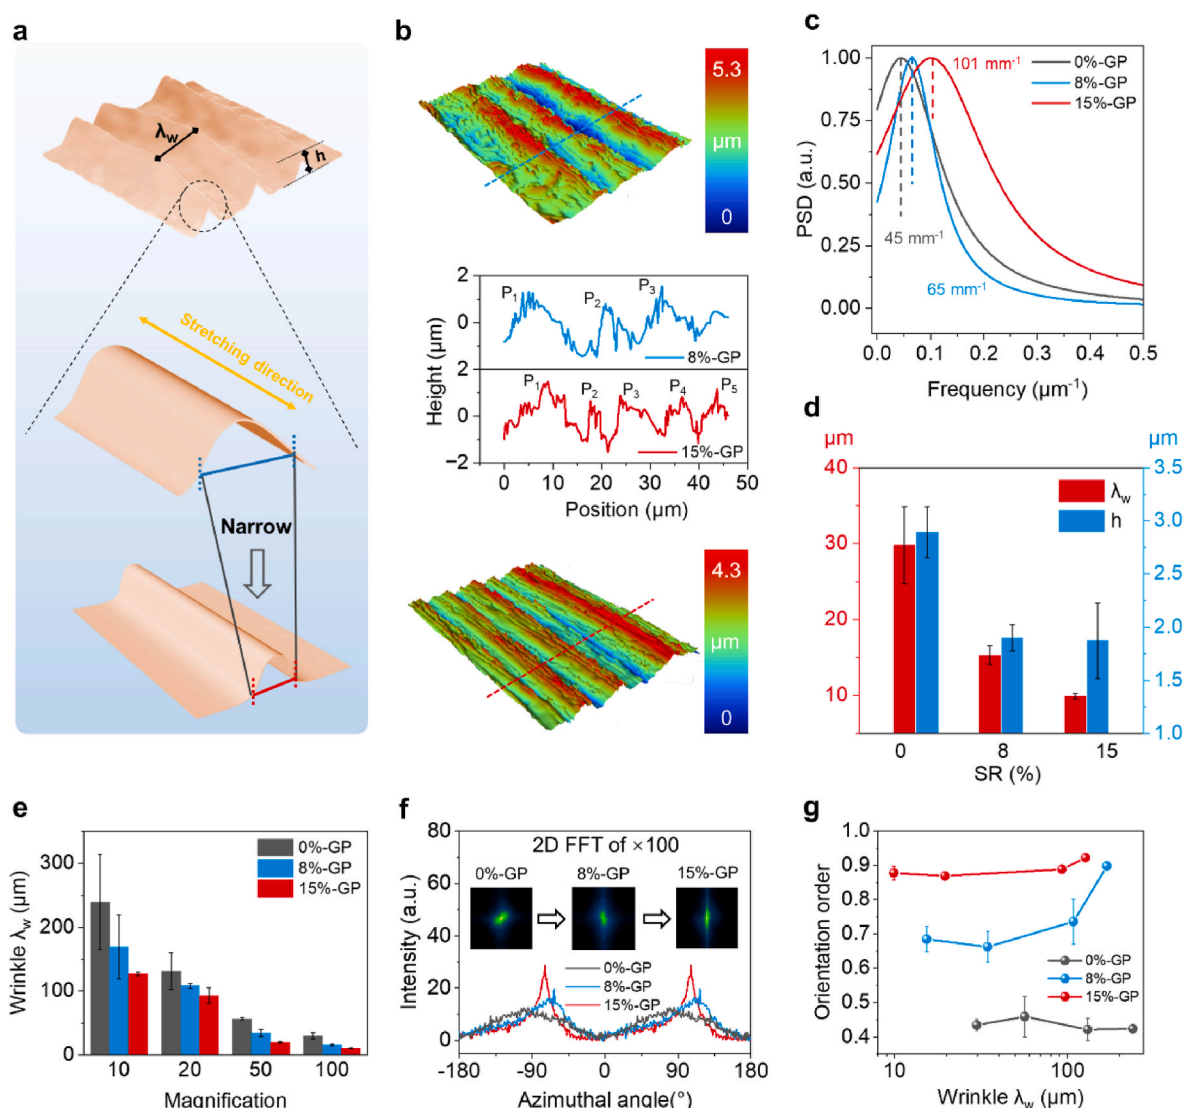 a
λw
h
Stretching direction
Narrow
b
5.3
μm
0
2
0
2
0
−2
Height (μm)
P1
P2
P3
8%-GP
P1
P2
P3
P4
P5
15%-GP
0 10 20 30 40 50
Position (μm)
4.3
μm
0
c
1.00
0.75
0.50
0.25
0.00
PSD (a.u.)
101 mm-1
0%-GP
8%-GP
15%-GP
45 mm-1
65 mm-1
0.0 0.1 0.2 0.3 0.4 0.5
Frequency (μm-1)
d
μm
μm
40
30
20
10
3.5
3.0
2.5
2.0
1.5
1.0
λw
h
0 8 15
SR (%)
e
300
200
100
0
Wrinkle λw (μm)
0%-GP
8%-GP
15%-GP
10 20 50 100
Magnification
f
80
60
40
20
0
Intensity (a.u.)
2D FFT of ×100
0%-GP 8%-GP 15%-GP
0%-GP
8%-GP
15%-GP
-180 -90 0 90 180
Azimuthal angle(°)
g
1.0
0.9
0.8
0.7
0.6
0.5
0.4
Orientation order
0%-GP
8%-GP
15%-GP
10 100
Wrinkle λw (μm)